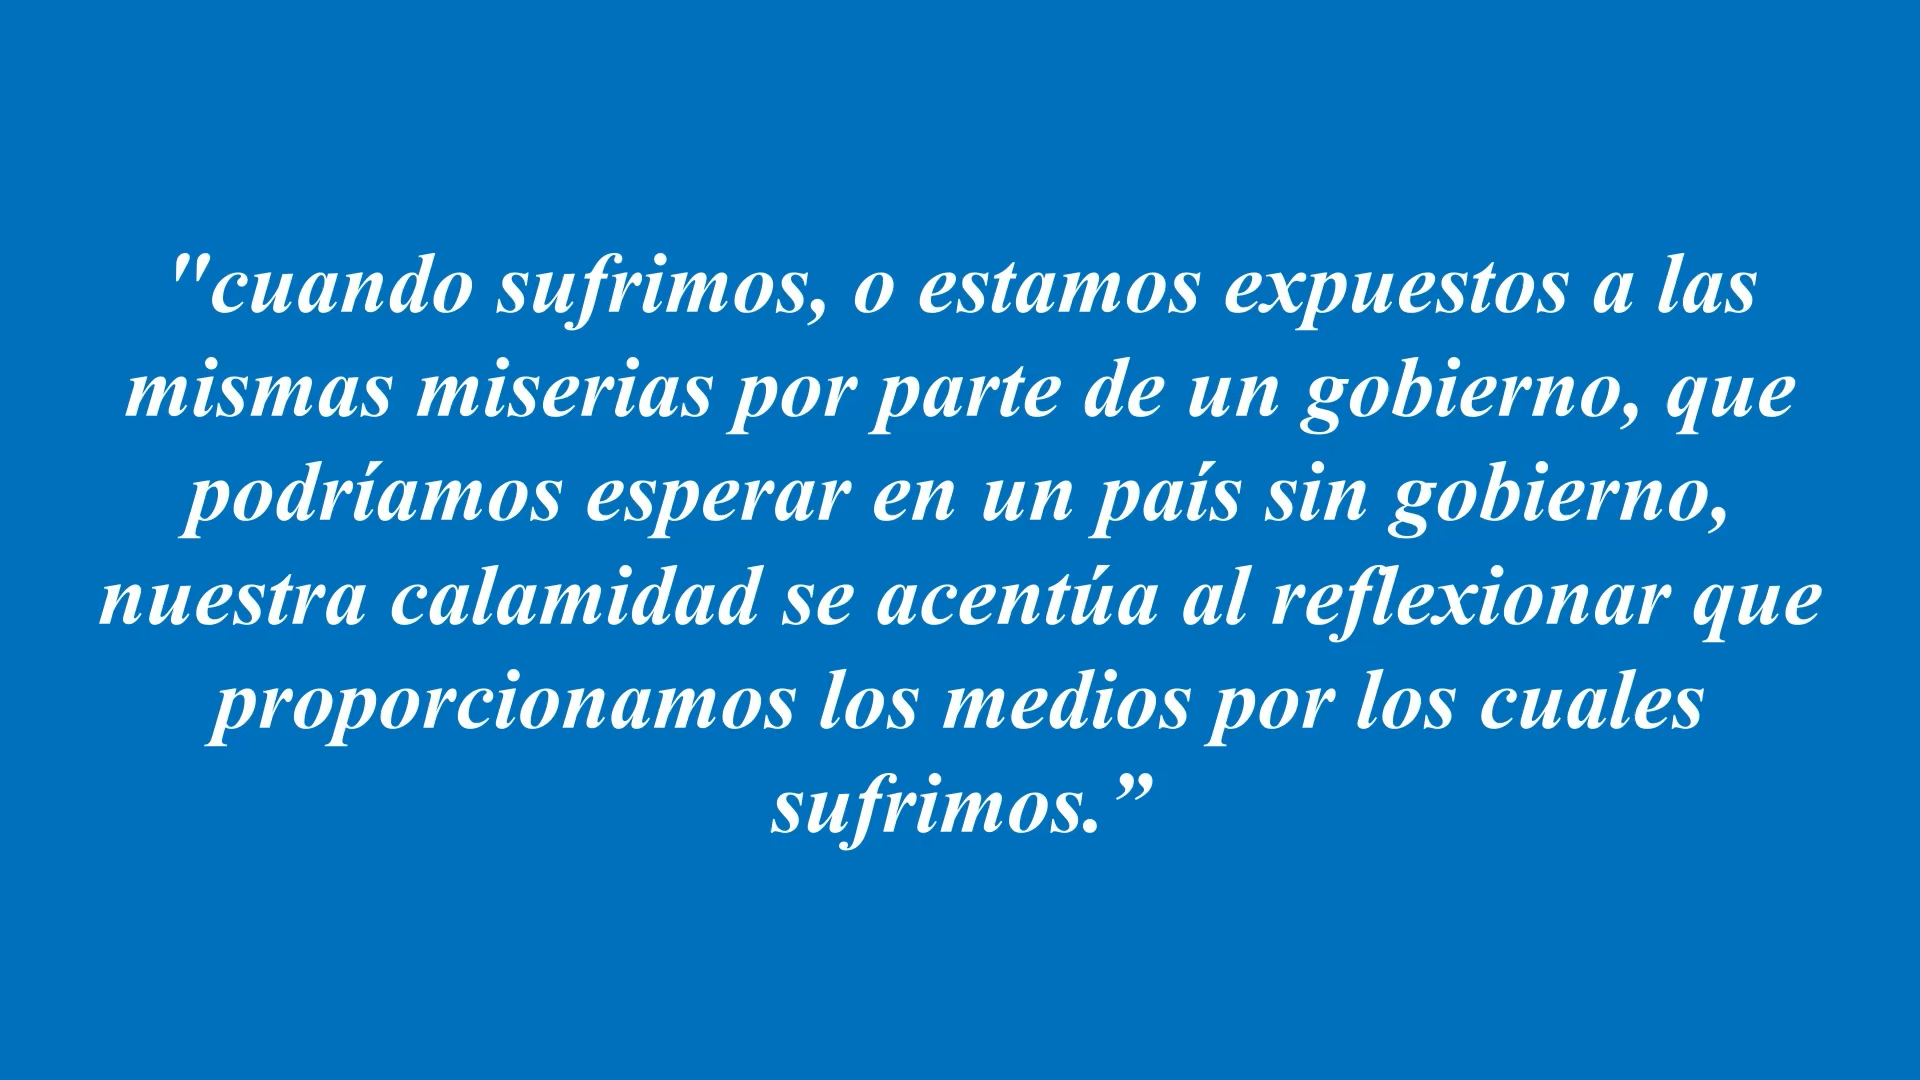 "cuando sufrimos, o estamos expuestos a las
mismas miserias por parte de un gobierno, que
podríamos esperar en un país sin gobierno,
nuestra calamidad se acentúa al reflexionar que
proporcionamos los medios por los cuales
sufrimos.”